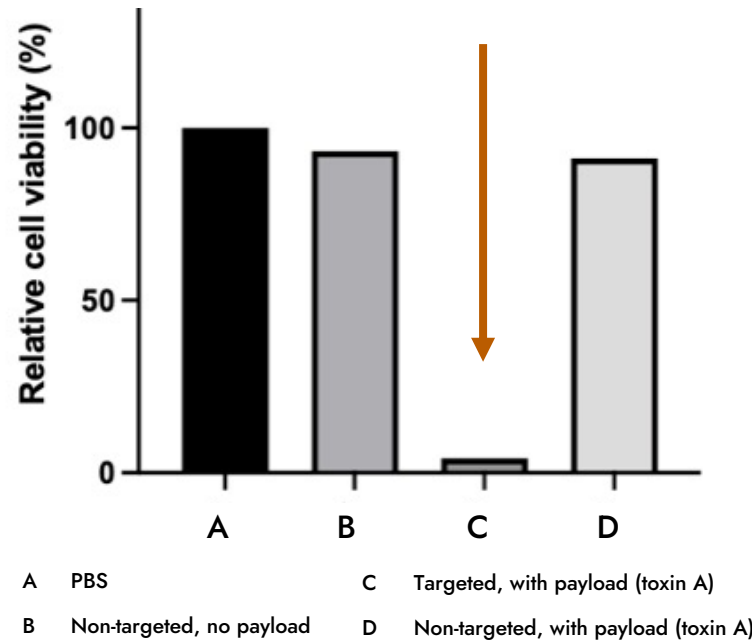 Relative cell viability (%)
100
50
0
A B C D
A PBS
B Non-targeted, no payload
C Targeted, with payload (toxin A)
D Non-targeted, with payload (toxin A)